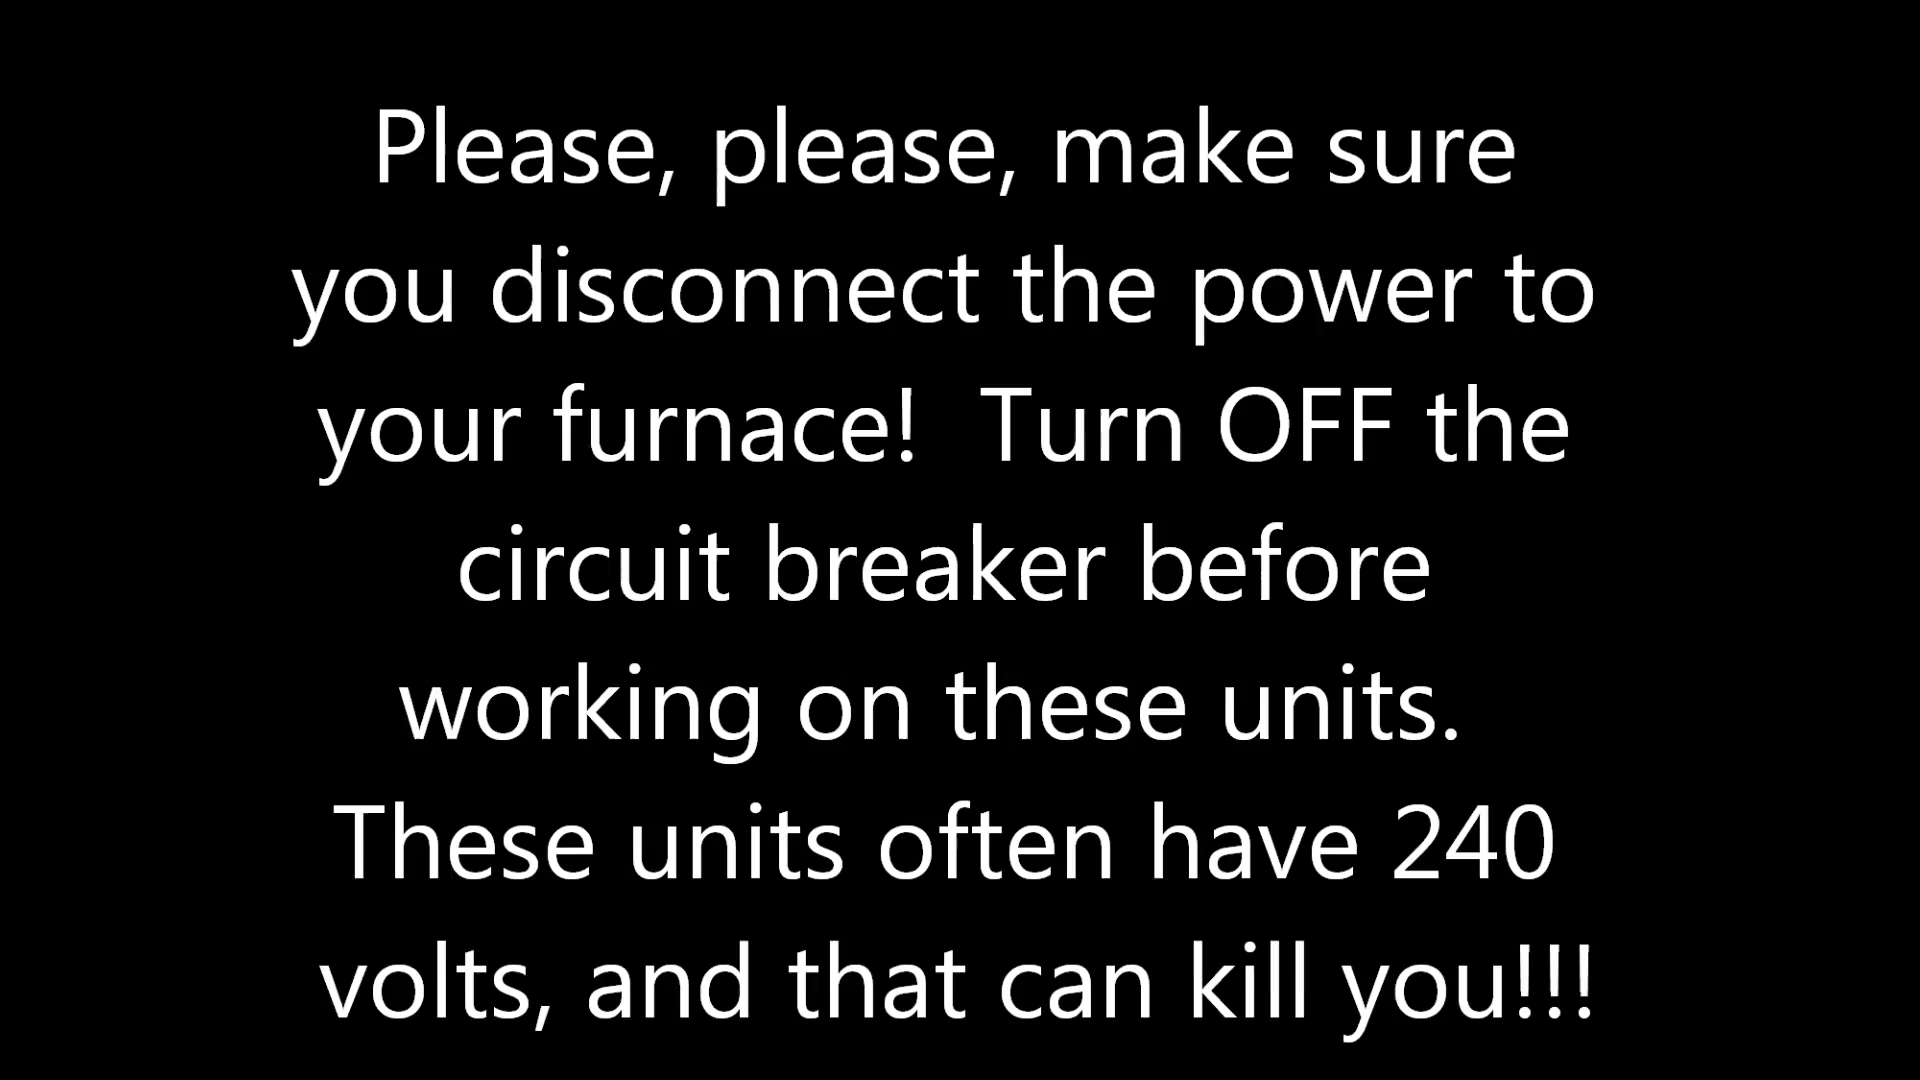 Please, please, make sure
you disconnect the power to
your furnace!  Turn OFF the
circuit breaker before
working on these units.
These units often have 240
volts, and that can kill you!!!